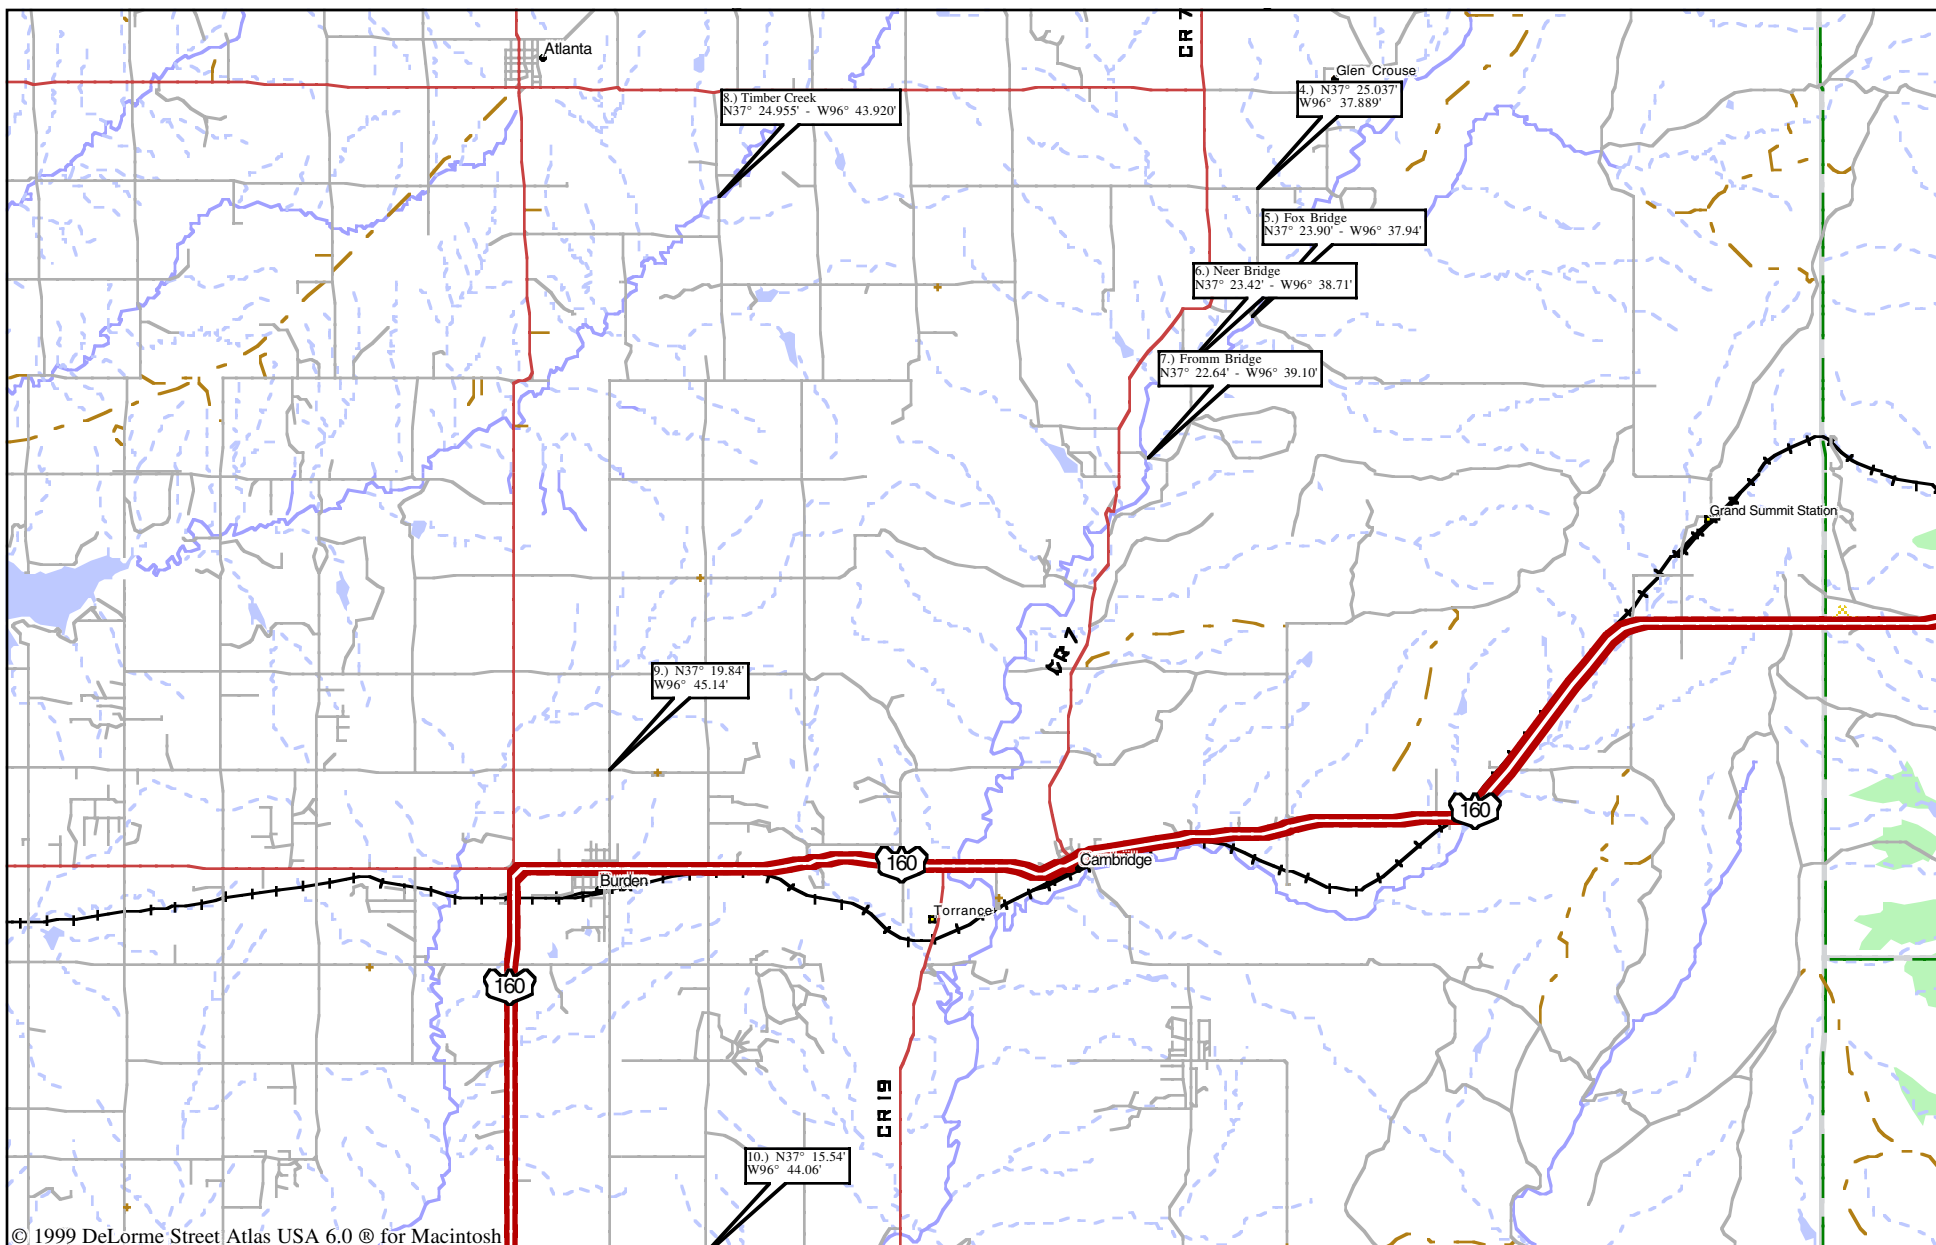 CR 7
Atlanta
Glen Crouse
4.) N37° 25.037'
W96° 37.889'
8.) Timber Creek
N37° 24.955' - W96° 43.920'
5.) Fox Bridge
N37° 23.90' - W96° 37.94'
6.) Neer Bridge
N37° 23.42' - W96° 38.71'
7.) Fromm Bridge
N37° 22.64' - W96° 39.10'
Grand Summit Station
CR 7
9.) N37° 19.84'
W96° 45.14'
160
160
Cambridge
Burden
Torrance
160
CR 19
10.) N37° 15.54'
W96° 44.06'
© 1999 DeLorme Street Atlas USA 6.0 ® for Macintosh